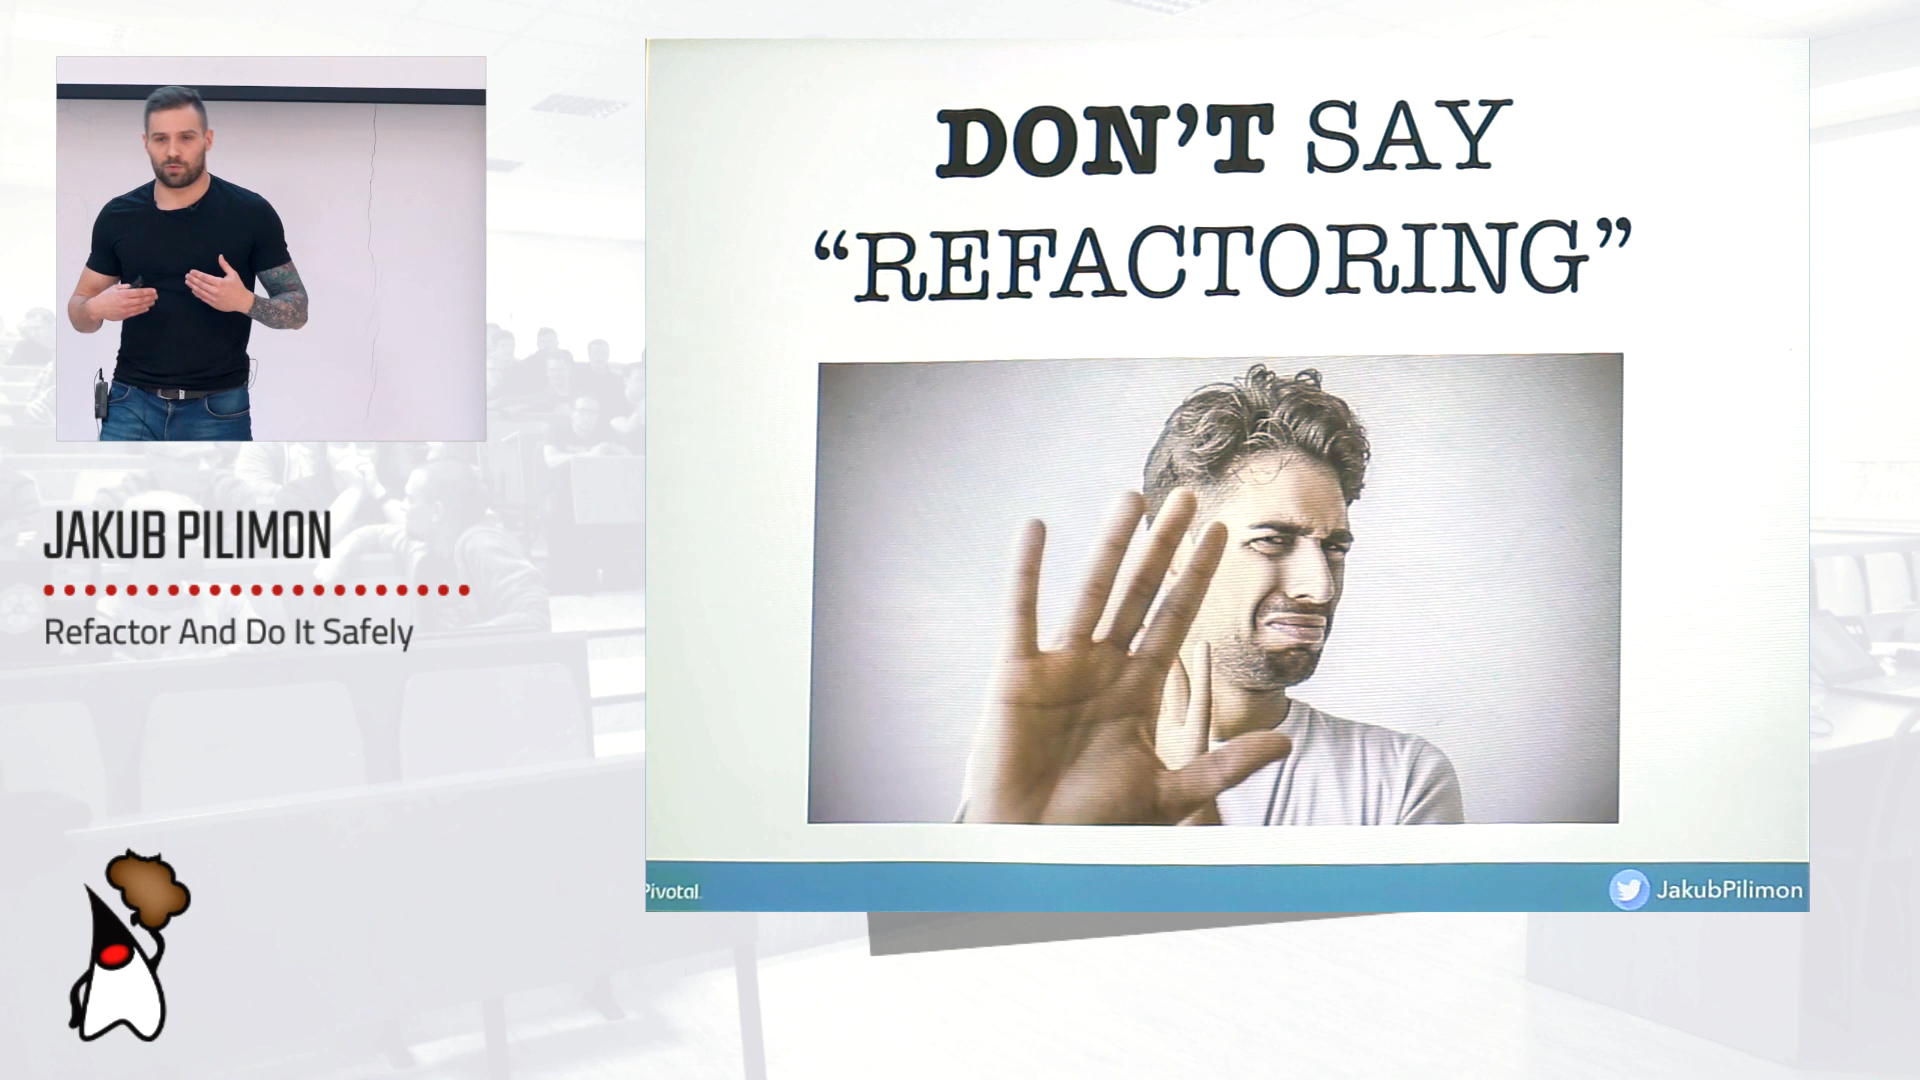 JAKUB PILIMON
Refactor And Do It Safely
DON'T SAY
“REFACTORING”
Pivotal.
JakubPilimon